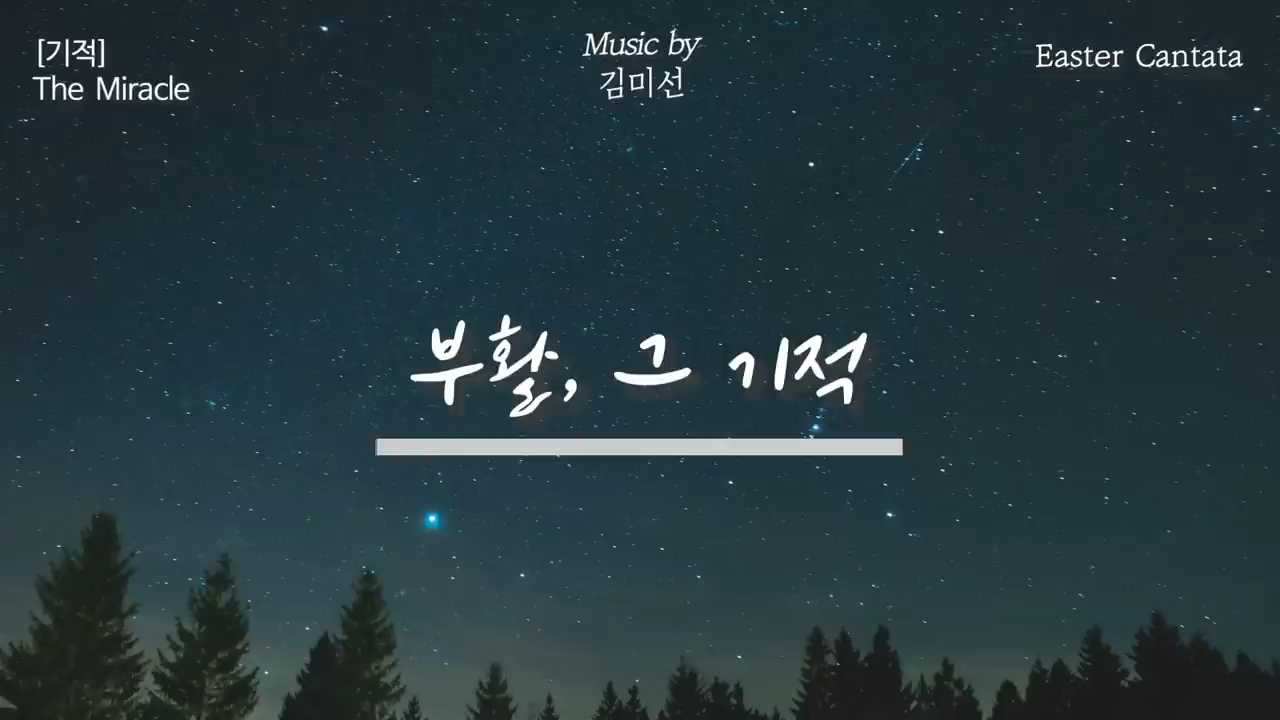 [기적]
The Miracle
Music by
김미선
Easter Cantata
부활, 그 기적